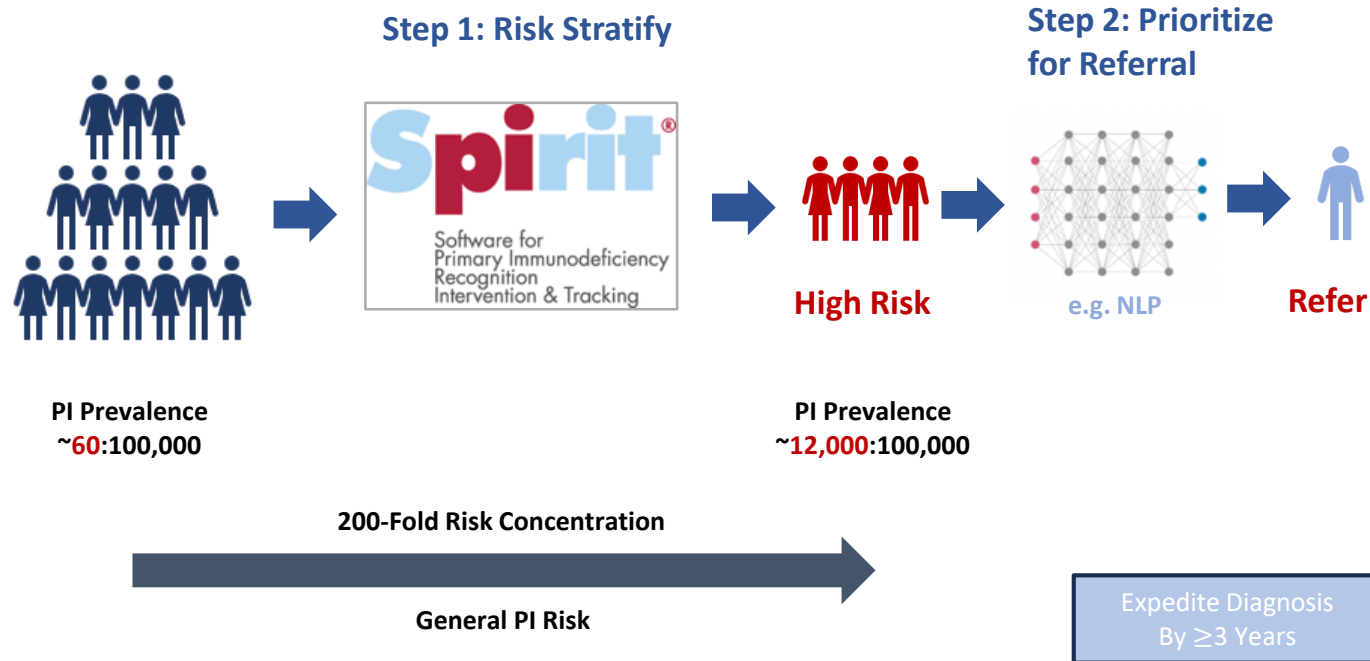 Step 1: Risk Stratify
Step 2: Prioritize
for Referral
Spirit®
Software for
Primary Immunodeficiency
Recognition
Intervention & Tracking
High Risk
e.g. NLP
Refer
PI Prevalence
~60:100,000
PI Prevalence
~12,000:100,000
200-Fold Risk Concentration
General PI Risk
Expedite Diagnosis
By ≥3 Years